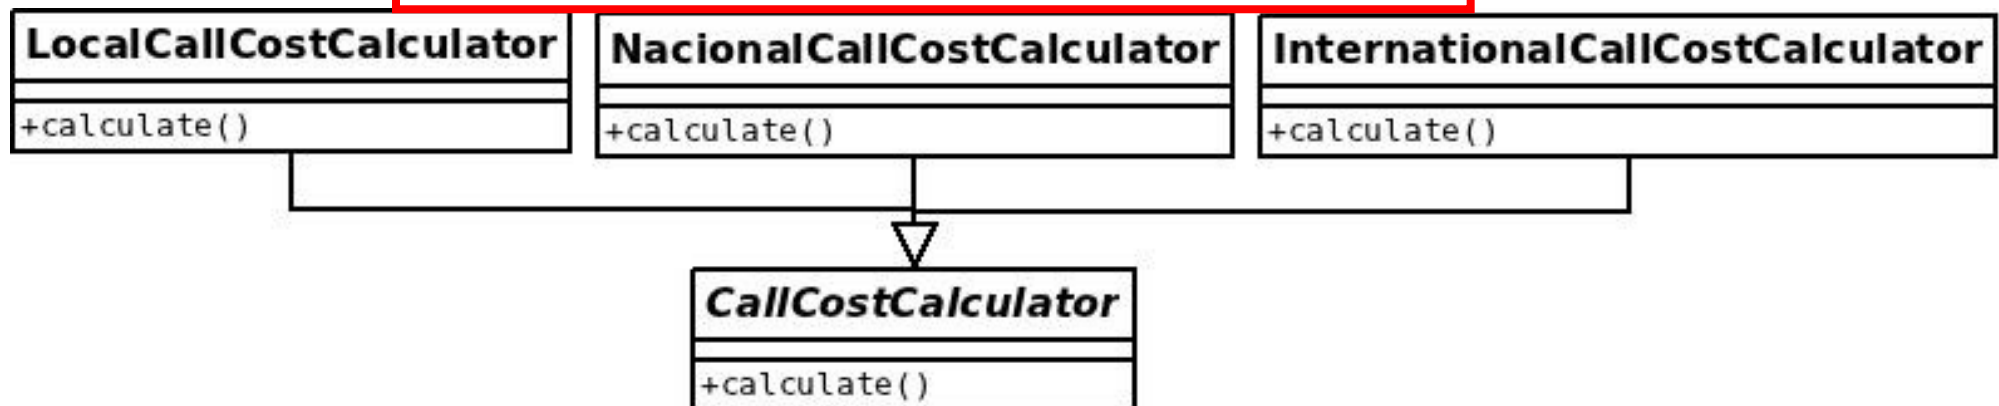 LocalCallCostCalculator
+calculate()
NacionalCallCostCalculator
+calculate()
InternationalCallCostCalculator
+calculate()
CallCostCalculator
+calculate()